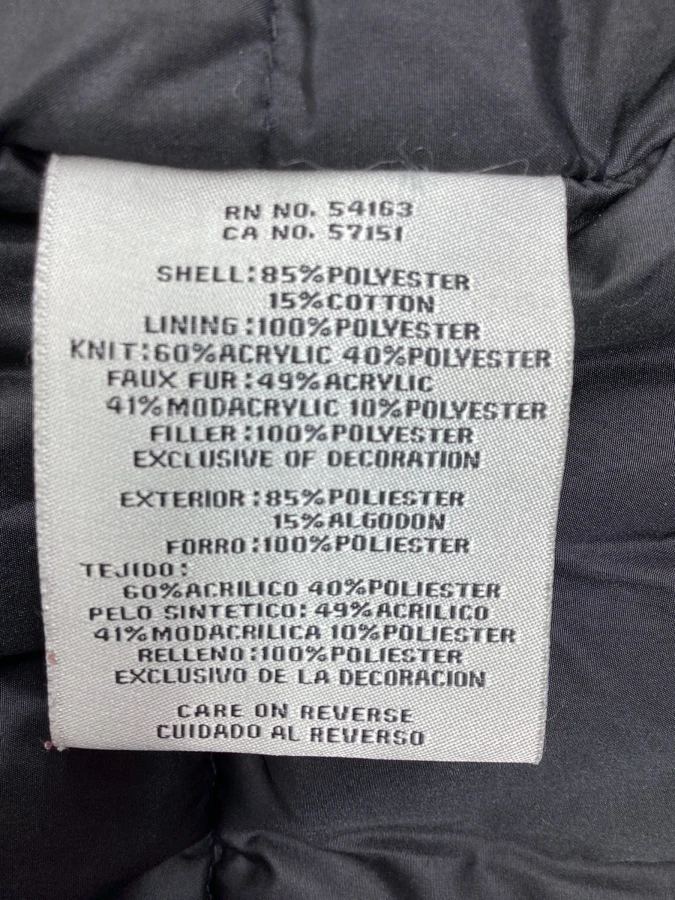 RN NO. 54163
CA NO. 57151
SHELL:85%POLYESTER
15%COTTON
LINING:100%POLYESTER
KNIT:60%ACRYLIC 40%POLYESTER
FAUX FUR:49%ACRYLIC
41%MODACRYLIC 10%POLYESTER
FILLER:100%POLYESTER
EXCLUSIVE OF DECORATION
EXTERIOR:85%POLIESTER
15%ALGODON
FORRO:100%POLIESTER
TEJIDO:
60%ACRILICO 40%POLIESTER
PELO SINTETICO: 49%ACRILICO
41%MODACRILICA 10%POLIESTER
RELLENO:100%POLIESTER
EXCLUSIVO DE LA DECORACION
CARE ON REVERSE
CUIDADO AL REVERSO